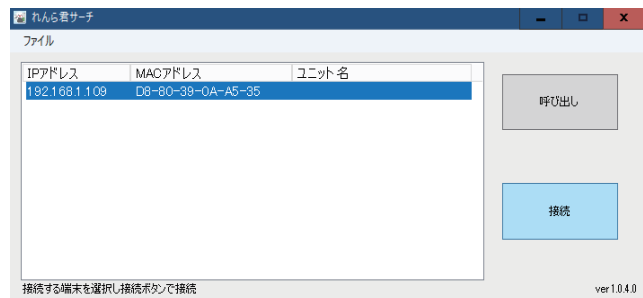 れんら君サーチ
ファイル
IPアドレス MACアドレス ユニット名
192.168.1.109 D8-80-39-0A-A5-35
呼び出し
接続
接続する端末を選択し接続ボタンで接続
ver1.0.4.0